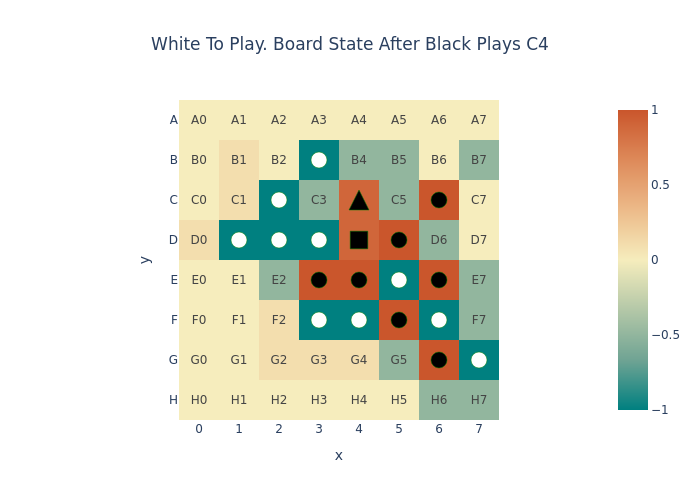 White To Play. Board State After Black Plays C4
A A0 A1 A2 A3 A4 A5 A6 A7
B B0 B1 B2 B4 B5 B6 B7
C C0 C1 C3 C5 C7
D D0 D6 D7
E E0 E1 E2 E7
F F0 F1 F2 F7
G G0 G1 G2 G3 G4 G5
H H0 H1 H2 H3 H4 H5 H6 H7
0 1 2 3 4 5 6 7
x
y
1
0.5
0
−0.5
−1